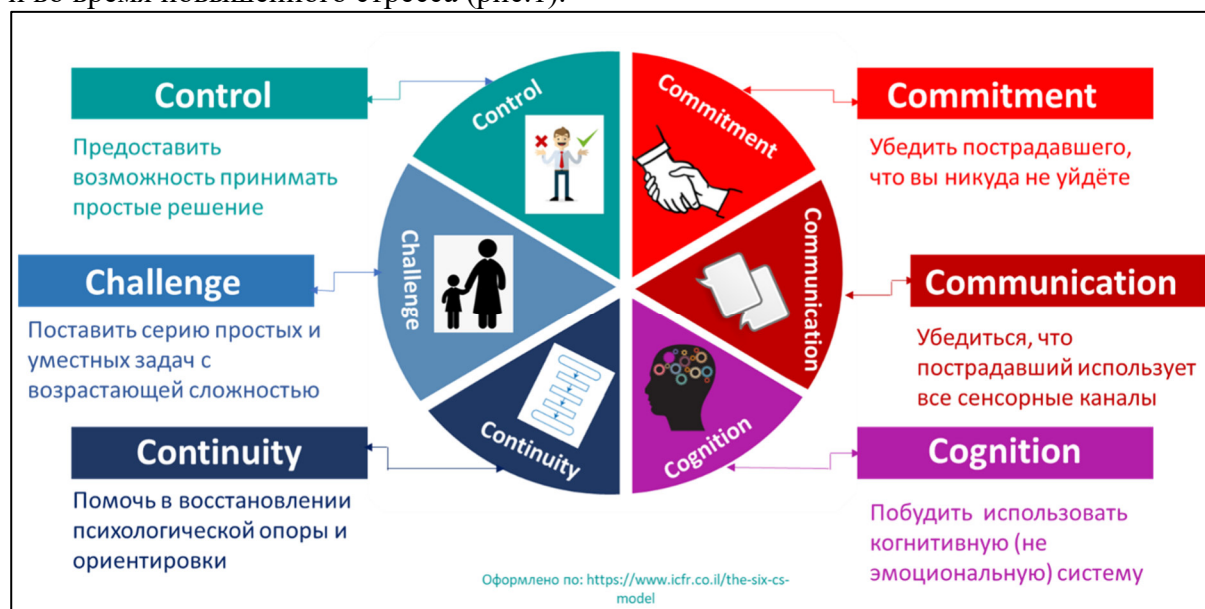 и во время повышенного стресса (рис.1).
Control
Предоставить
возможность принимать
простые решение
Challenge
Поставить серию простых и
уместных задач с
возрастающей сложностью
Continuity
Помочь в восстановлении
психологической опоры и
ориентировки
Control
Commitment
Challenge
Communication
Continuity
Cognition
Commitment
Убедить пострадавшего,
что вы никуда не уйдёте
Communication
Убедиться, что
пострадавший использует
все сенсорные каналы
Cognition
Побудить использовать
когнитивную (не
эмоциональную) систему
Оформлено по: https://www.icfr.co.il/the-six-cs-
model